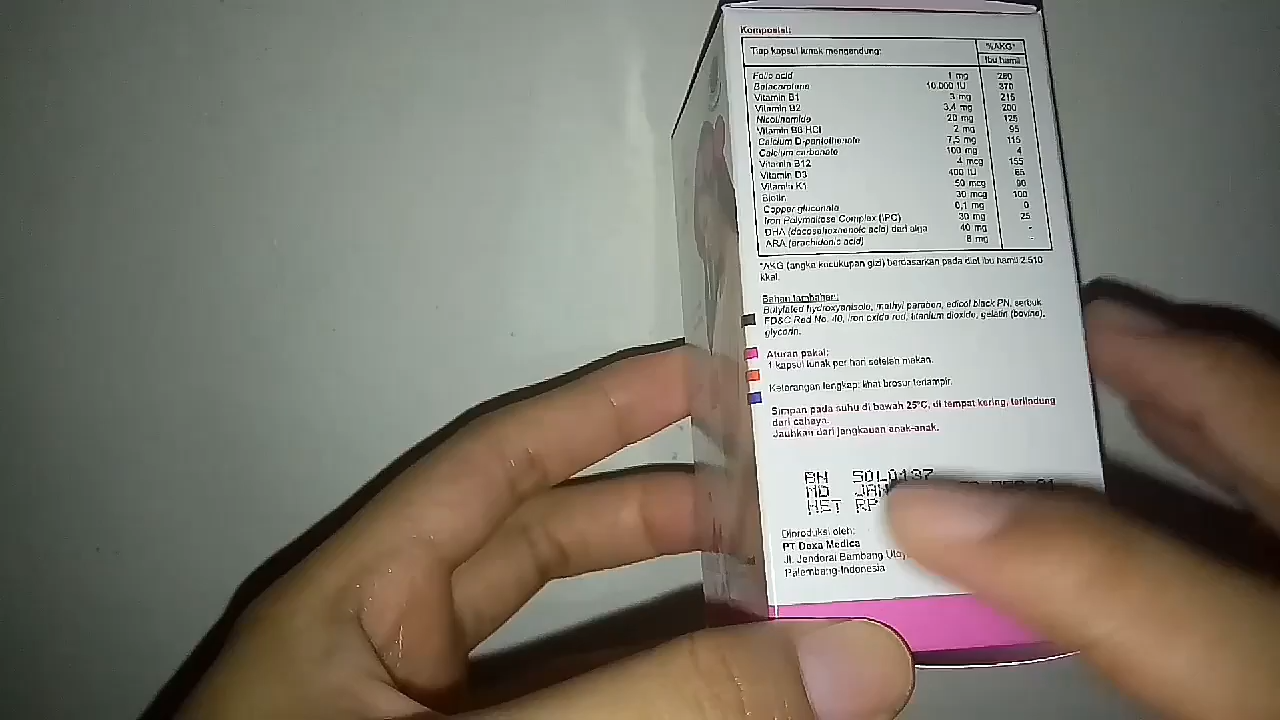 Komposisi:
Tiap kapsul lunak mengandung: %AKG*
Ibu hamil
Folic acid 1 mg 260
Betacarotene 10.000 IU 370
Vitamin B1 3 mg 215
Vitamin B2 3,4 mg 200
Nicotinamide 20 mg 125
Vitamin B6 HCl 2 mg 95
Calcium D-pantothenate 7,5 mg 115
Calcium carbonate 100 mg 4
Vitamin B12 4 mcg 155
Vitamin D3 400 IU 65
Vitamin K1 50 mcg 90
Biotin 30 mcg 100
Copper gluconate 0,1 mg 0
Iron Polymaltose Complex (IPC) 30 mg 25
DHA (docosahexaenoic acid) dari alga 40 mg -
ARA (arachidonic acid) 8 mg -
*AKG (angka kecukupan gizi) berdasarkan pada diet ibu hamil 2.510
kkal.
Bahan tambahan:
Butylated hydroxyanisole, methyl paraben, edicol black PN, serbuk
FD&C Red No. 40, iron oxide red, titanium dioxide, gelatin (bovine),
glycerin.
Aturan pakai:
1 kapsul lunak per hari setelah makan.
Keterangan lengkap: lihat brosur terlampir.
Simpan pada suhu di bawah 25°C, di tempat kering, terlindung
dari cahaya.
Jauhkan dari jangkauan anak-anak.
BN 50L0137
MD JAN
HET RP
Diproduksi oleh:
PT Dexa Medica
Jl. Jenderal Bambang
Palembang-Indonesia